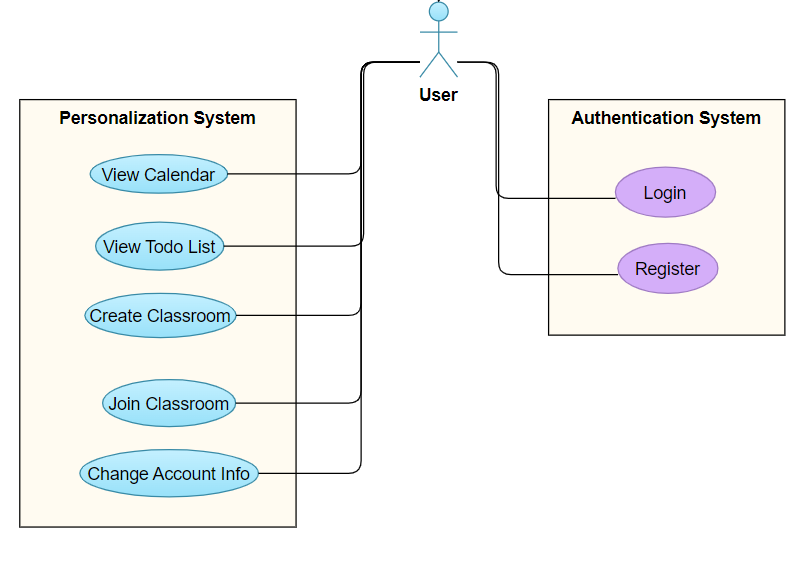 User
Personalization System
View Calendar
View Todo List
Create Classroom
Join Classroom
Change Account Info
Authentication System
Login
Register